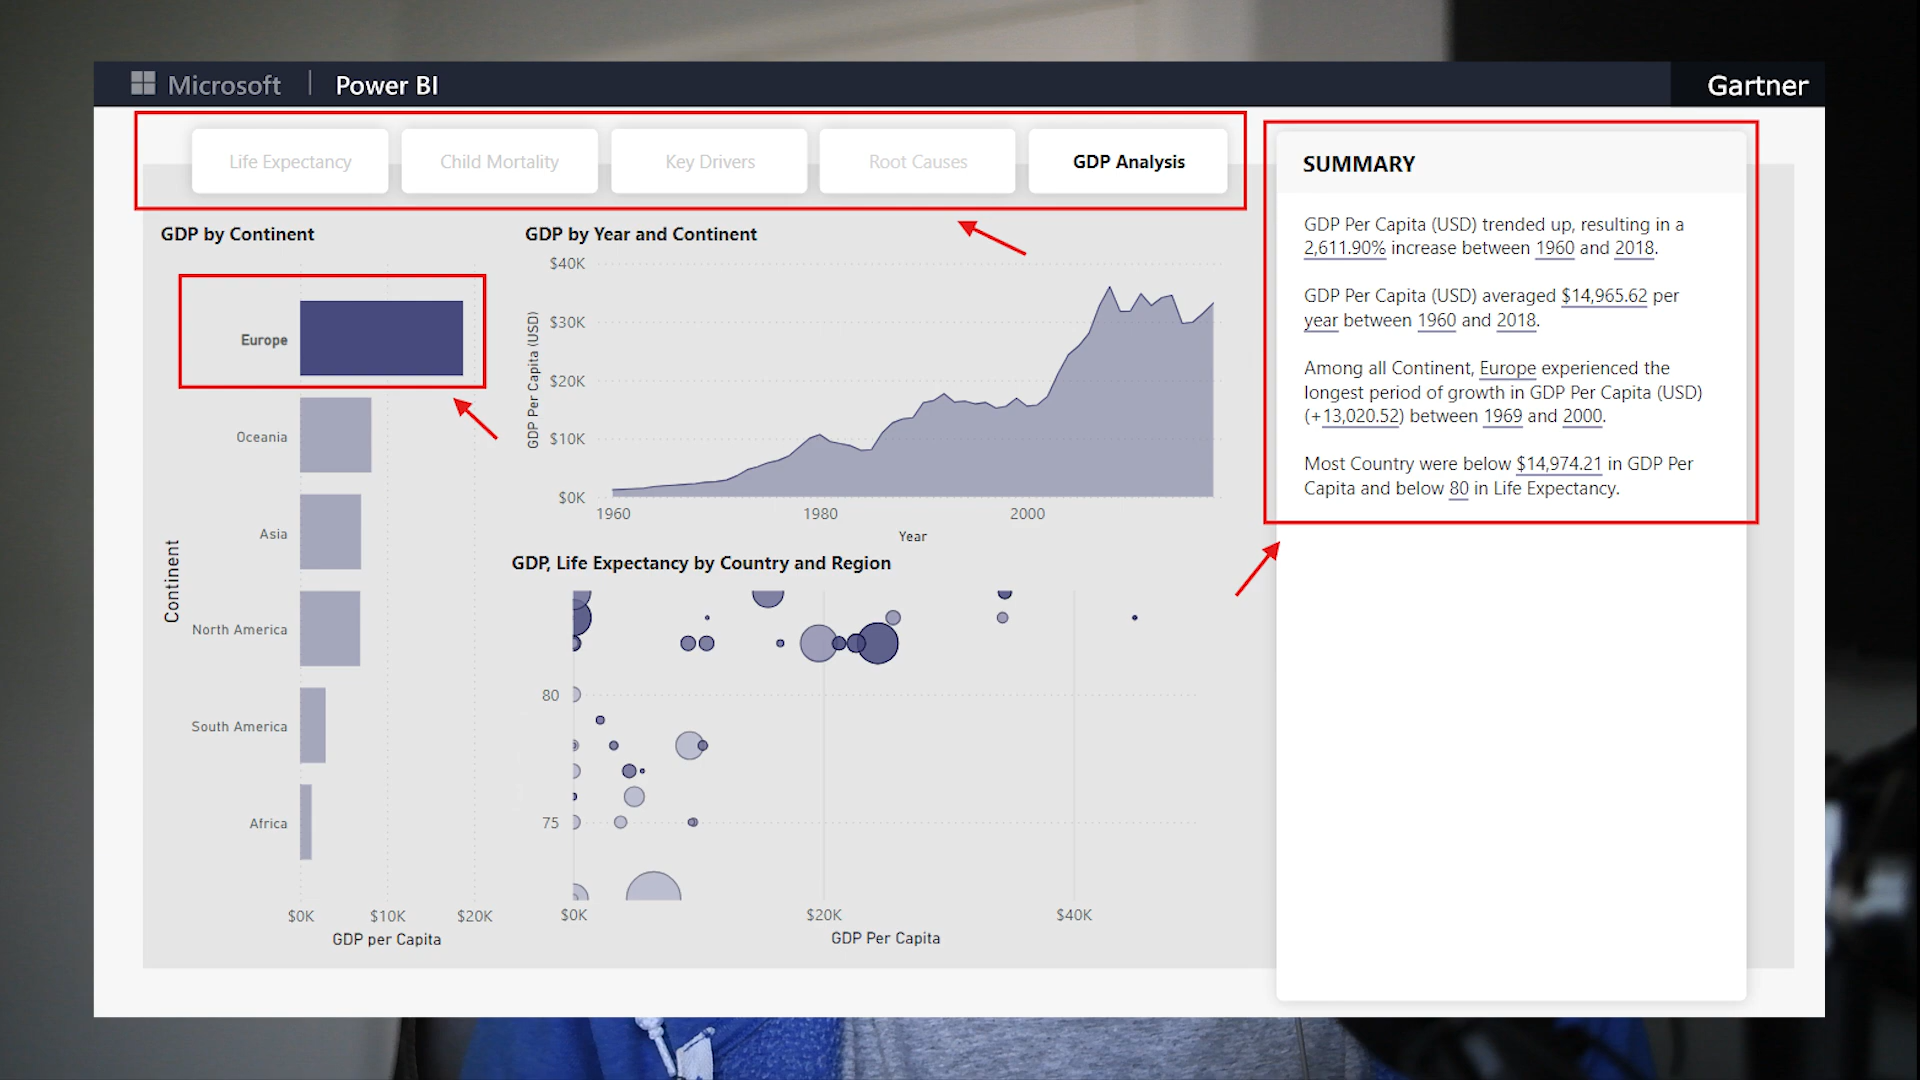 Microsoft | Power BI
Gartner
Life Expectancy
Child Mortality
Key Drivers
Root Causes
GDP Analysis
GDP by Continent
Continent
Europe
Oceania
Asia
North America
South America
Africa
$0K
$10K
$20K
GDP per Capita
GDP by Year and Continent
GDP Per Capita (USD)
$40K
$30K
$20K
$10K
$0K
1960
1980
2000
Year
GDP, Life Expectancy by Country and Region
80
75
$0K
$20K
$40K
GDP Per Capita
SUMMARY
GDP Per Capita (USD) trended up, resulting in a
2,611.90% increase between 1960 and 2018.
GDP Per Capita (USD) averaged $14,965.62 per
year between 1960 and 2018.
Among all Continent, Europe experienced the
longest period of growth in GDP Per Capita (USD)
(+13,020.52) between 1969 and 2000.
Most Country were below $14,974.21 in GDP Per
Capita and below 80 in Life Expectancy.